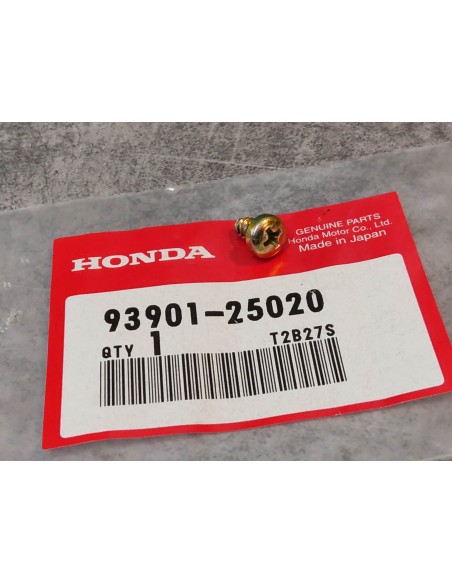 HONDA
GENUINE PARTS
Honda Motor Co., Ltd.
Made in Japan
93901-25020
QTY 1 T2B27S